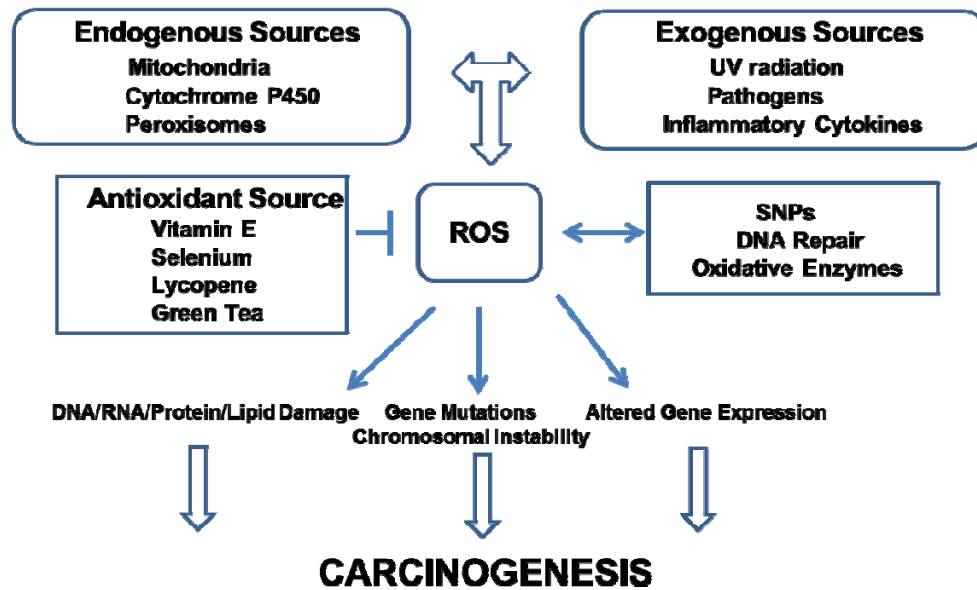 Endogenous Sources
Mitochondria
Cytochrome P450
Peroxisomes
Exogenous Sources
UV radiation
Pathogens
Inflammatory Cytokines
Antioxidant Source
Vitamin E
Selenium
Lycopene
Green Tea
ROS
SNPs
DNA Repair
Oxidative Enzymes
DNA/RNA/Protein/Lipid Damage
Gene Mutations
Chromosomal Instability
Altered Gene Expression
CARCINOGENESIS